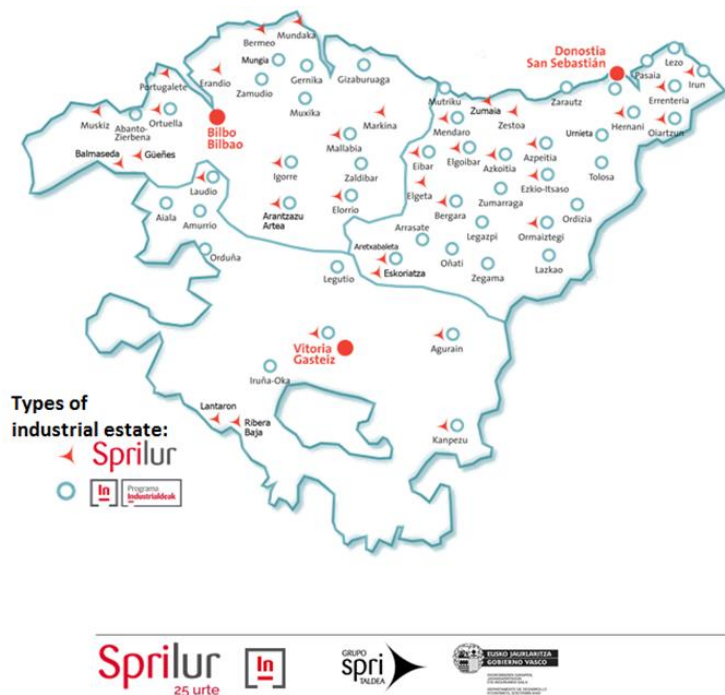 Mundaka
Bermeo
Donostia
San Sebastián
Lezo
Mungia
Pasaia
Irun
Portugalete
Erandio
Gernika
Gizaburuaga
Zamudio
Errenteria
Mutriku
Zumaia
Zarautz
Muskiz
Abanto-
Zierbena
Ortuella
Muxika
Markina
Mendaro
Zestoa
Hernani
Oiartzun
Bilbo
Bilbao
Urnieta
Mallabia
Balmaseda
Güeñes
Eibar
Elgoibar
Azkoitia
Azpeitia
Igorre
Zaldibar
Tolosa
Laudio
Elgeta
Ezkio-Itsaso
Zumarraga
Aiala
Amurrio
Arantzazu
Artea
Elorrio
Bergara
Ordizia
Arrasate
Legazpi
Ormaiztegi
Orduña
Aretxabaleta
Oñati
Eskoriatza
Zegama
Lazkao
Legutio
Vitoria
Gasteiz
Agurain
Iruña-Oka
Lantaron
Ribera
Baja
Kanpezu
Types of
industrial estate:
Sprilur
In
Programa
Industrialdeak
Sprilur
25 urte
In
GRUPO
spri
TALDEA
EUSKO JAURLARITZA
GOBIERNO VASCO